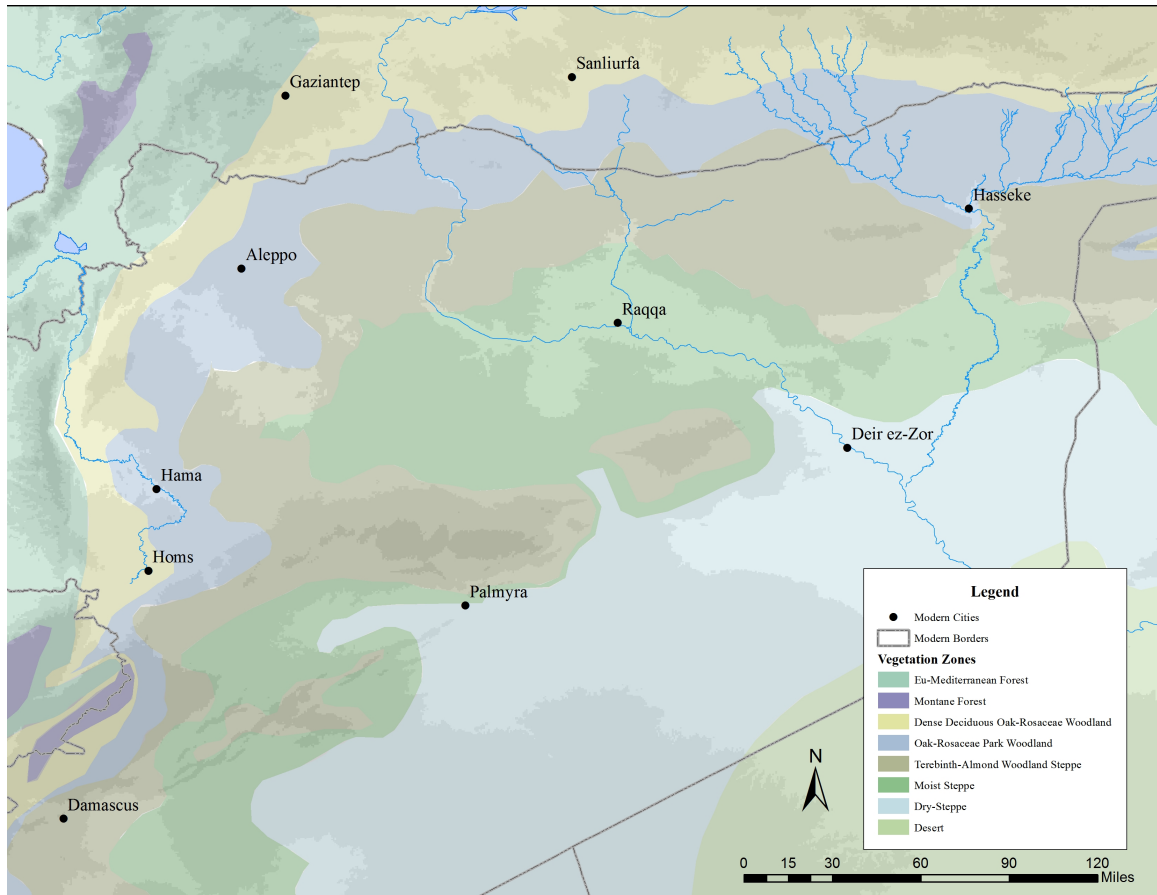 Sanliurfa
Gaziantep
Hasseke
Aleppo
Raqqa
Deir ez-Zor
Hama
Homs
Palmyra
Damascus
Legend
Modern Cities
Modern Borders
Vegetation Zones
Eu-Mediterranean Forest
Montane Forest
Dense Deciduous Oak-Rosaceae Woodland
Oak-Rosaceae Park Woodland
Terebinth-Almond Woodland Steppe
Moist Steppe
Dry-Steppe
Desert
N
0 15 30 60 90 120
Miles